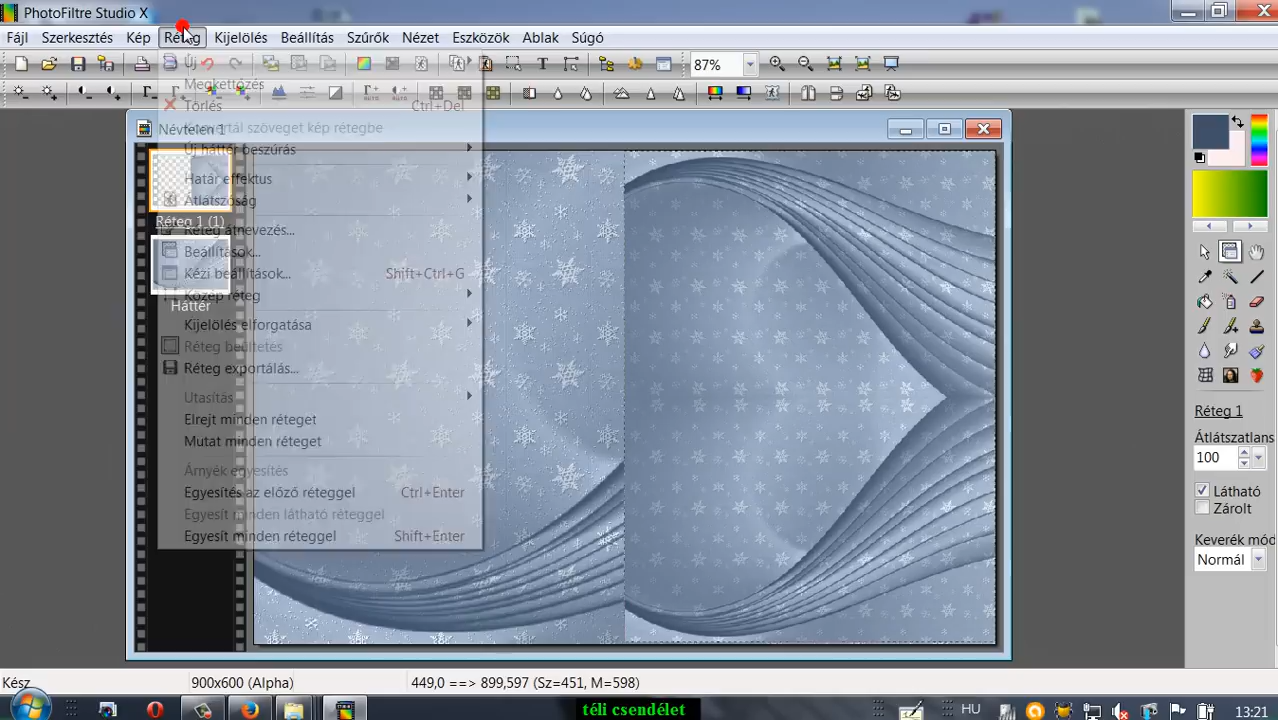 PhotoFiltre Studio X
Fájl Szerkesztés Kép Réteg Kijelölés Beállítás Szűrők Nézet Eszközök Ablak Súgó
87%
Új
Megkettőzés
Törlés Ctrl+Del
Névtelen 1
Konvertál szöveget kép rétegbe
Új háttér beszúrás
Határ effektus
Átlátszóság
Réteg 1 (1)
Réteg átnevezés...
Beállítások...
Kézi beállítások... Shift+Ctrl+G
Közép réteg
Háttér
Kijelölés elforgatása
Réteg beültetés
Réteg exportálás...
Utasítás
Elrejt minden réteget
Mutat minden réteget
Árnyék egyesítés
Egyesítés az előző réteggel Ctrl+Enter
Egyesít minden látható réteggel
Egyesít minden réteggel Shift+Enter
Réteg 1
Átlátszatlans
100
Látható
Zárolt
Keverék mód
Normál
Kész 900x600 (Alpha) 449,0 ==> 899,597 (Sz=451, M=598)
téli csendélet
HU
13:21